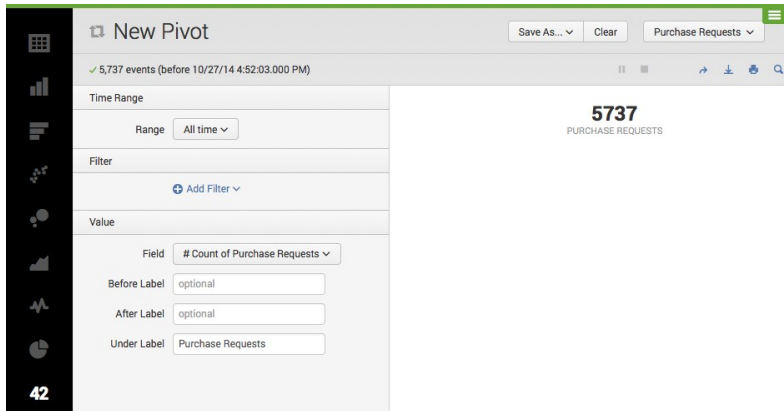 New Pivot
Save As...
Clear
Purchase Requests
5,737 events (before 10/27/14 4:52:03.000 PM)
Time Range
Range
All time
Filter
Add Filter
Value
Field
# Count of Purchase Requests
Before Label
optional
After Label
optional
Under Label
Purchase Requests
42
5737
PURCHASE REQUESTS